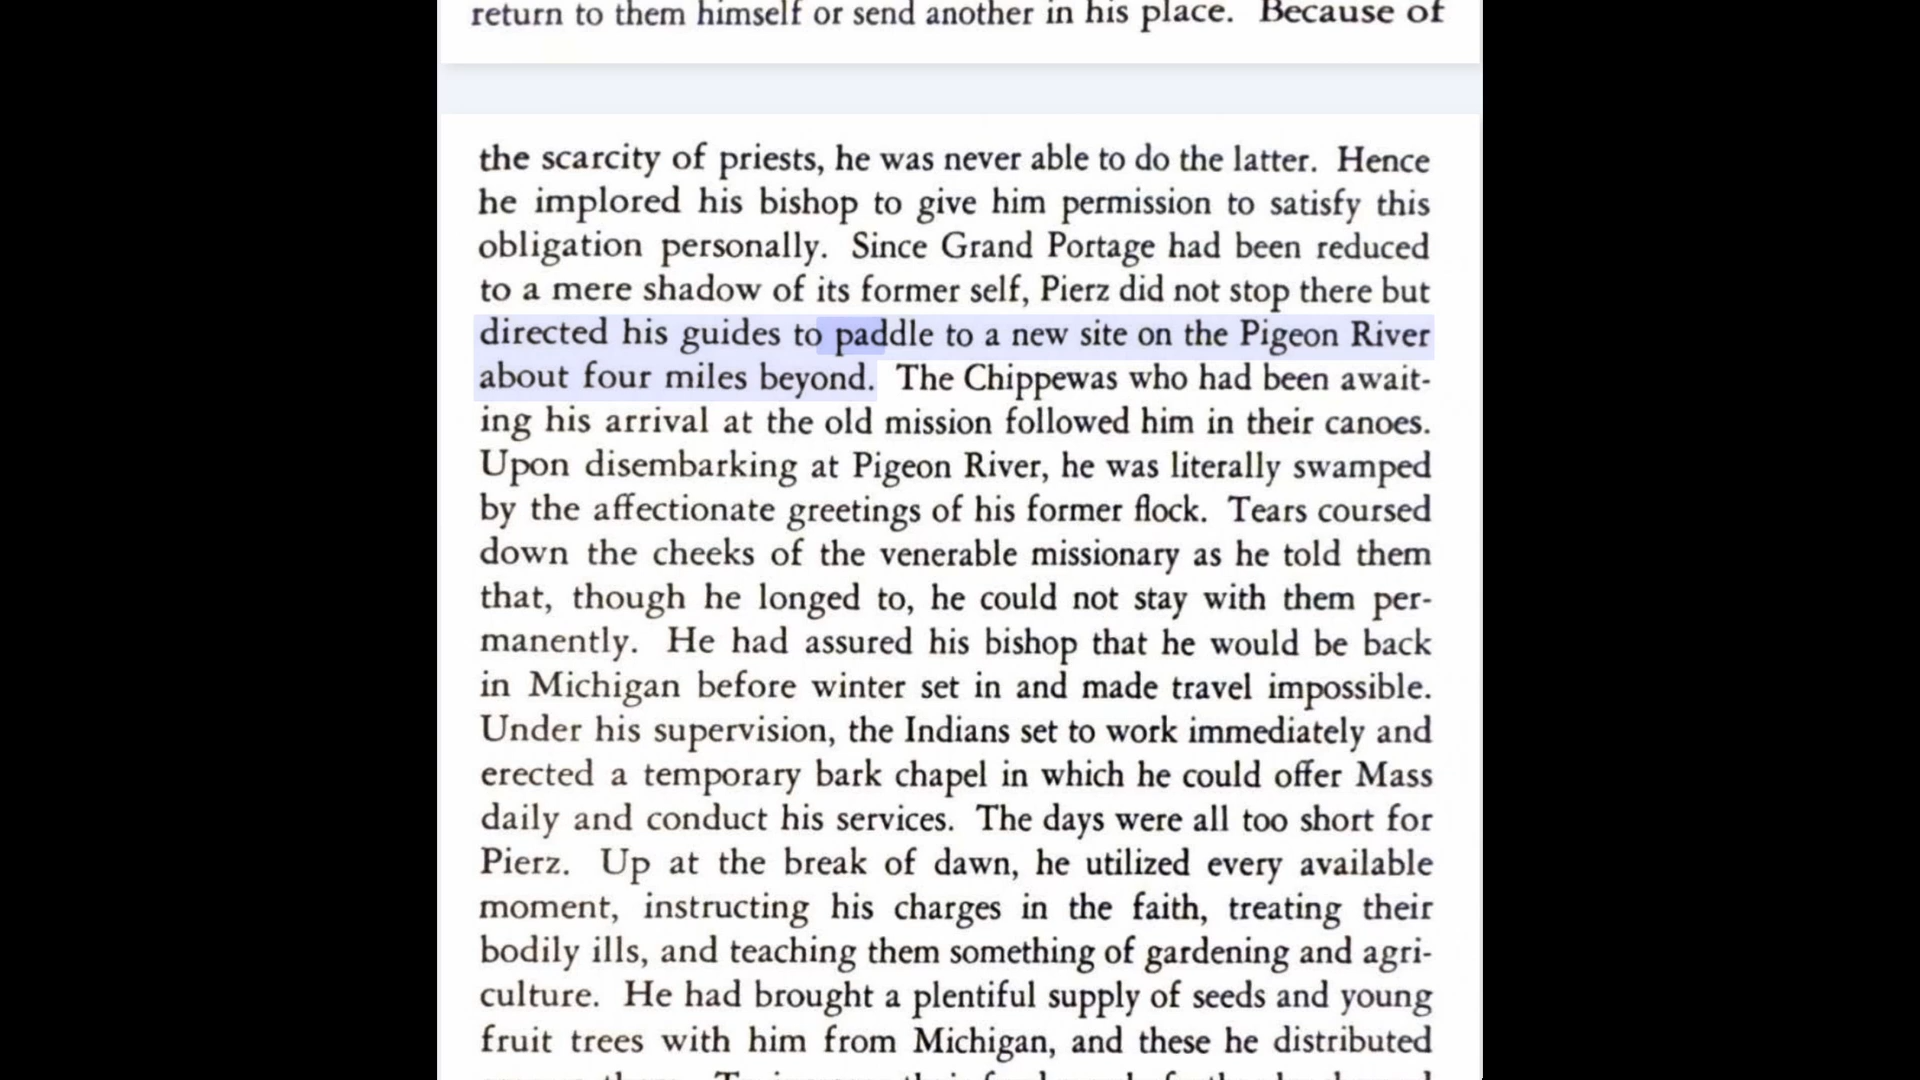 return to them himself or send another in his place. Because of
the scarcity of priests, he was never able to do the latter. Hence
he implored his bishop to give him permission to satisfy this
obligation personally. Since Grand Portage had been reduced
to a mere shadow of its former self, Pierz did not stop there but
directed his guides to paddle to a new site on the Pigeon River
about four miles beyond. The Chippewas who had been await-
ing his arrival at the old mission followed him in their canoes.
Upon disembarking at Pigeon River, he was literally swamped
by the affectionate greetings of his former flock. Tears coursed
down the cheeks of the venerable missionary as he told them
that, though he longed to, he could not stay with them per-
manently. He had assured his bishop that he would be back
in Michigan before winter set in and made travel impossible.
Under his supervision, the Indians set to work immediately and
erected a temporary bark chapel in which he could offer Mass
daily and conduct his services. The days were all too short for
Pierz. Up at the break of dawn, he utilized every available
moment, instructing his charges in the faith, treating their
bodily ills, and teaching them something of gardening and agri-
culture. He had brought a plentiful supply of seeds and young
fruit trees with him from Michigan, and these he distributed